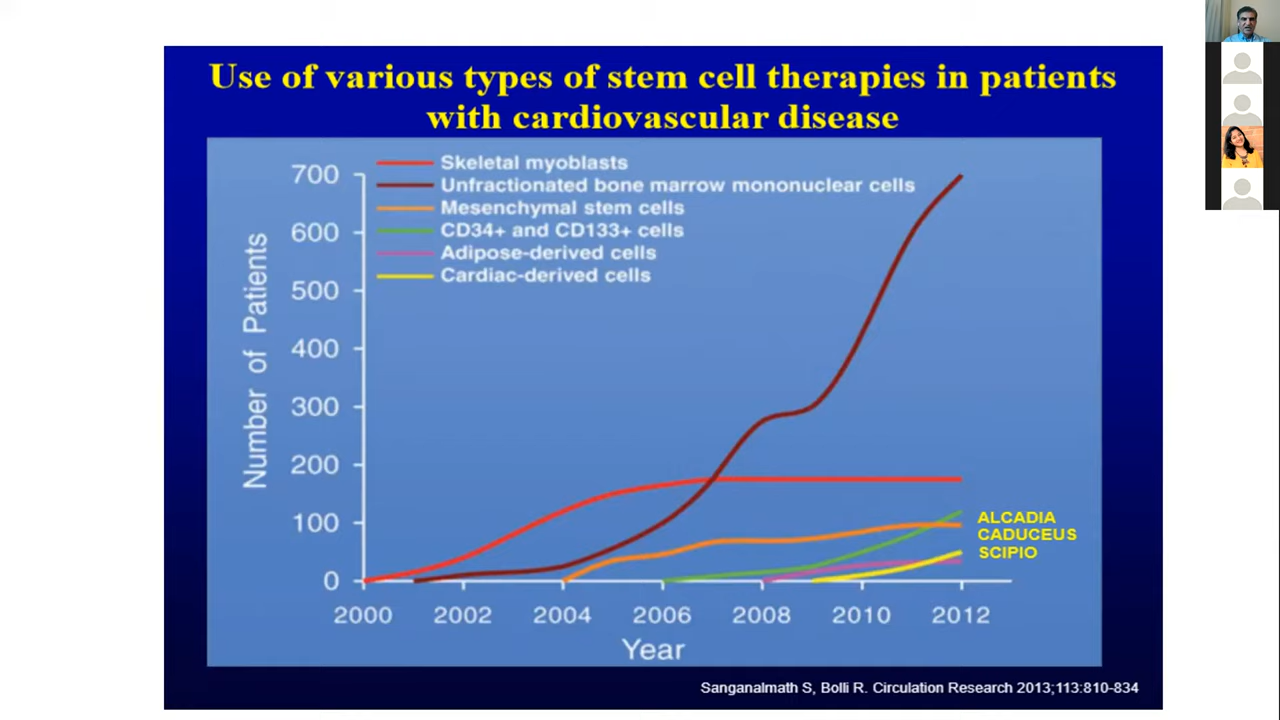 Use of various types of stem cell therapies in patients
with cardiovascular disease
Skeletal myoblasts
Unfractionated bone marrow mononuclear cells
Mesenchymal stem cells
CD34+ and CD133+ cells
Adipose-derived cells
Cardiac-derived cells
Number of Patients
700
600
500
400
300
200
100
0
ALCADIA
CADUCEUS
SCIPIO
2000 2002 2004 2006 2008 2010 2012
Year
Sanganalmath S, Bolli R. Circulation Research 2013;113:810-834